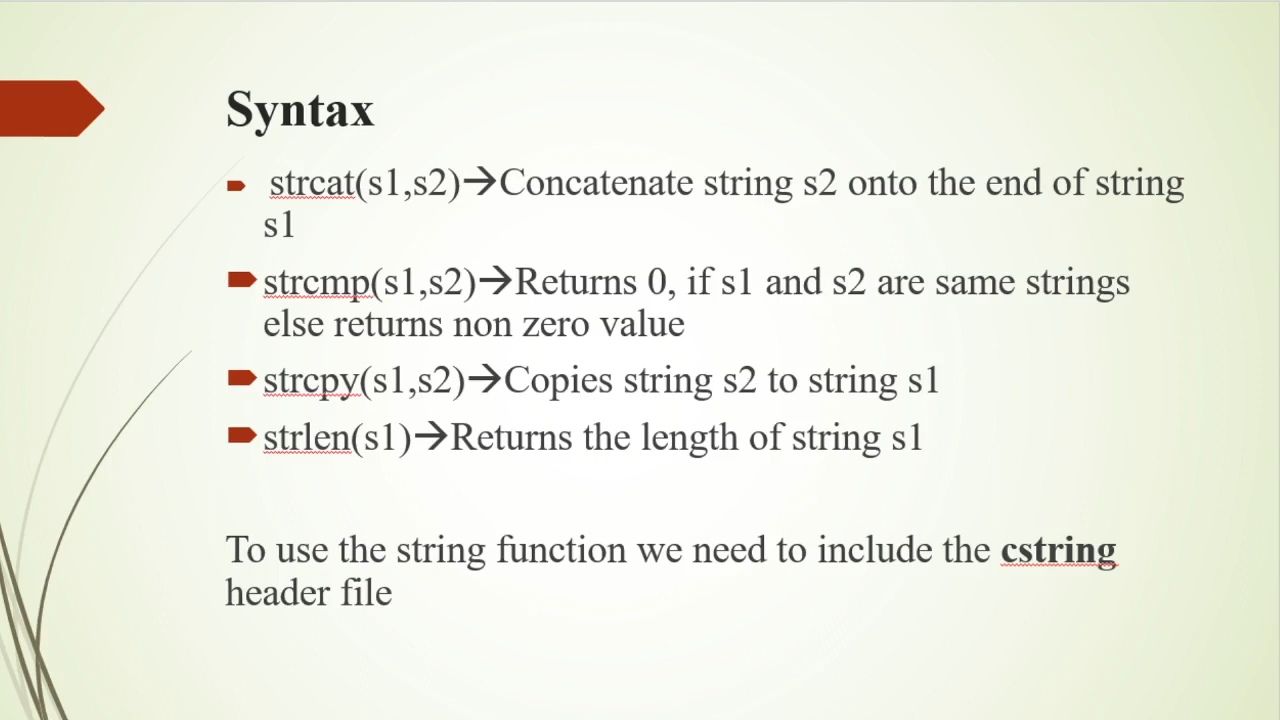 Syntax
strcat(s1,s2)→Concatenate string s2 onto the end of string
s1
strcmp(s1,s2)→Returns 0, if s1 and s2 are same strings
else returns non zero value
strcpy(s1,s2)→Copies string s2 to string s1
strlen(s1)→Returns the length of string s1
To use the string function we need to include the cstring
header file